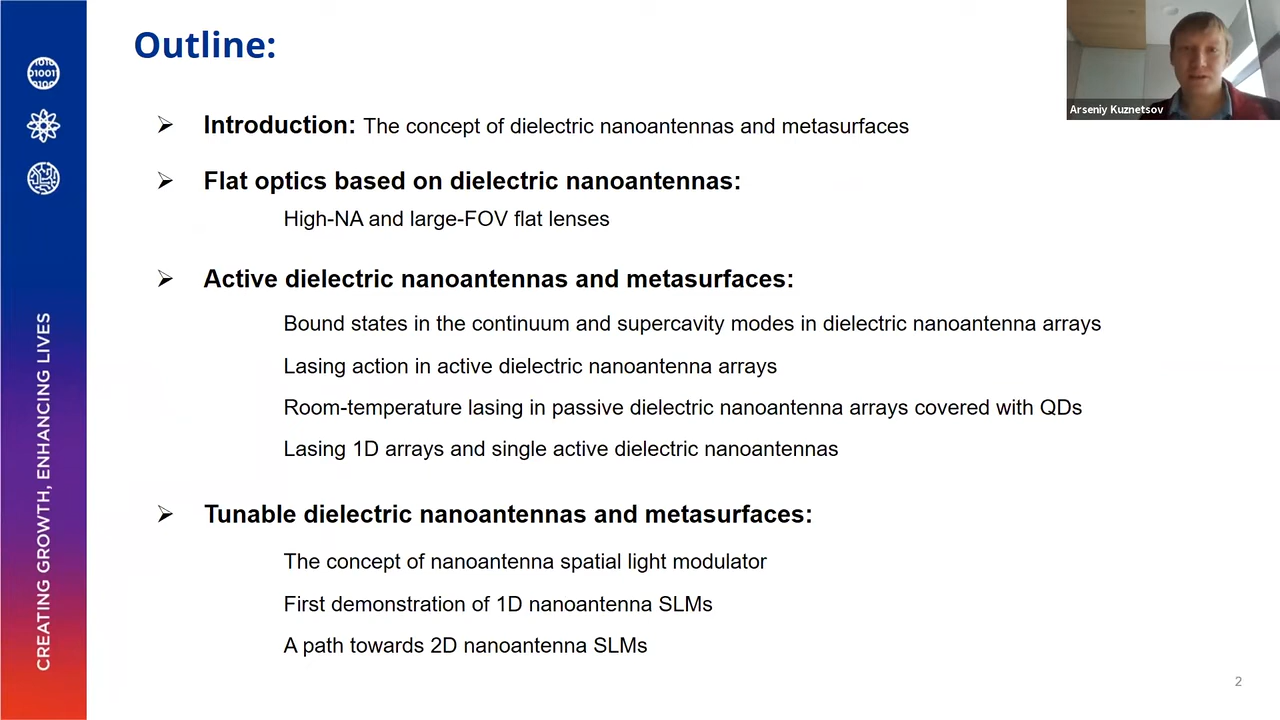 Outline:
Arseniy Kuznetsov
Introduction: The concept of dielectric nanoantennas and metasurfaces
Flat optics based on dielectric nanoantennas:
High-NA and large-FOV flat lenses
Active dielectric nanoantennas and metasurfaces:
Bound states in the continuum and supercavity modes in dielectric nanoantenna arrays
Lasing action in active dielectric nanoantenna arrays
Room-temperature lasing in passive dielectric nanoantenna arrays covered with QDs
Lasing 1D arrays and single active dielectric nanoantennas
Tunable dielectric nanoantennas and metasurfaces:
The concept of nanoantenna spatial light modulator
First demonstration of 1D nanoantenna SLMs
A path towards 2D nanoantenna SLMs
CREATING GROWTH, ENHANCING LIVES
2